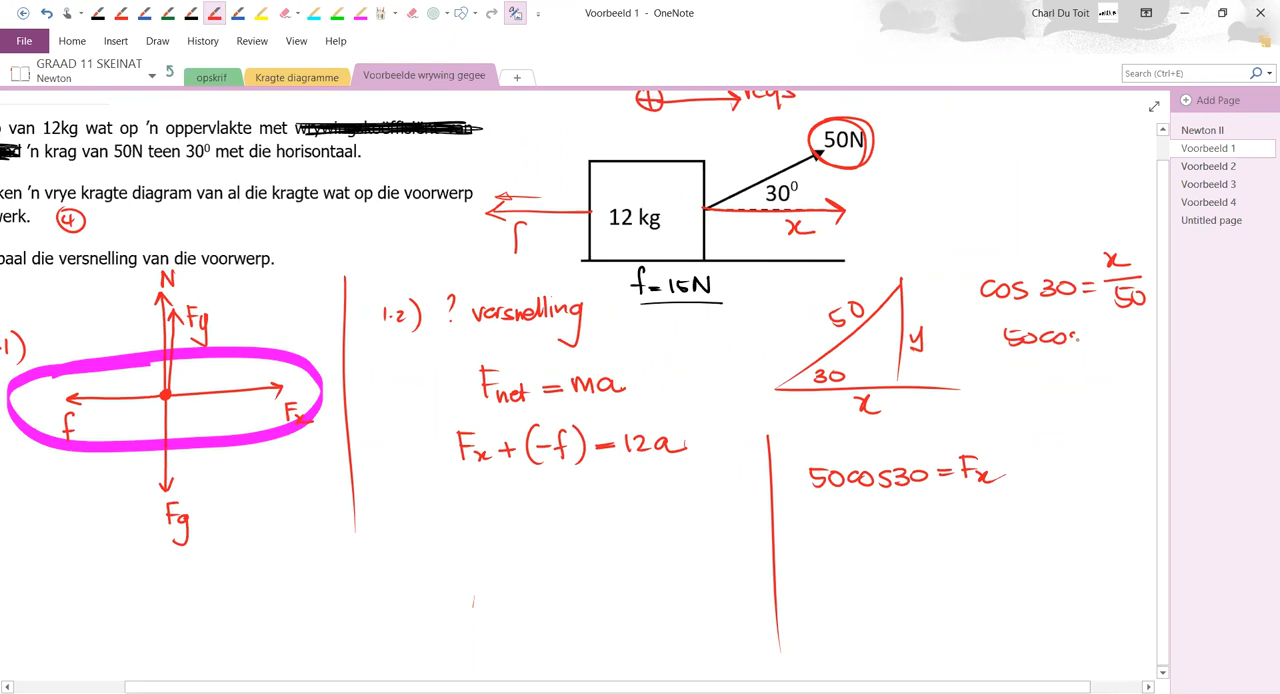 Voorbeeld 1 - OneNote
Charl Du Toit
File Home Insert Draw History Review View Help
GRAAD 11 SKEINAT
Newton
opskrif
Kragte diagramme
Voorbeelde wrywing gegee
Search (Ctrl+E)
Add Page
Newton II
Voorbeeld 1
Voorbeeld 2
Voorbeeld 3
Voorbeeld 4
Untitled page
van 12kg wat op 'n oppervlakte met
'n krag van 50N teen 30⁰ met die horisontaal.
ken 'n vrye kragte diagram van al die kragte wat op die voorwerp
werk. 4
paal die versnelling van die voorwerp.
+
50N
30⁰
12 kg
f
x
f = 15N
N
Fy
f
Fx
Fg
1.2) ? versnelling
Fnet = ma
Fx + (-f) = 12a
50
30
y
x
cos 30 = x/50
50cos
50cos30 = Fx